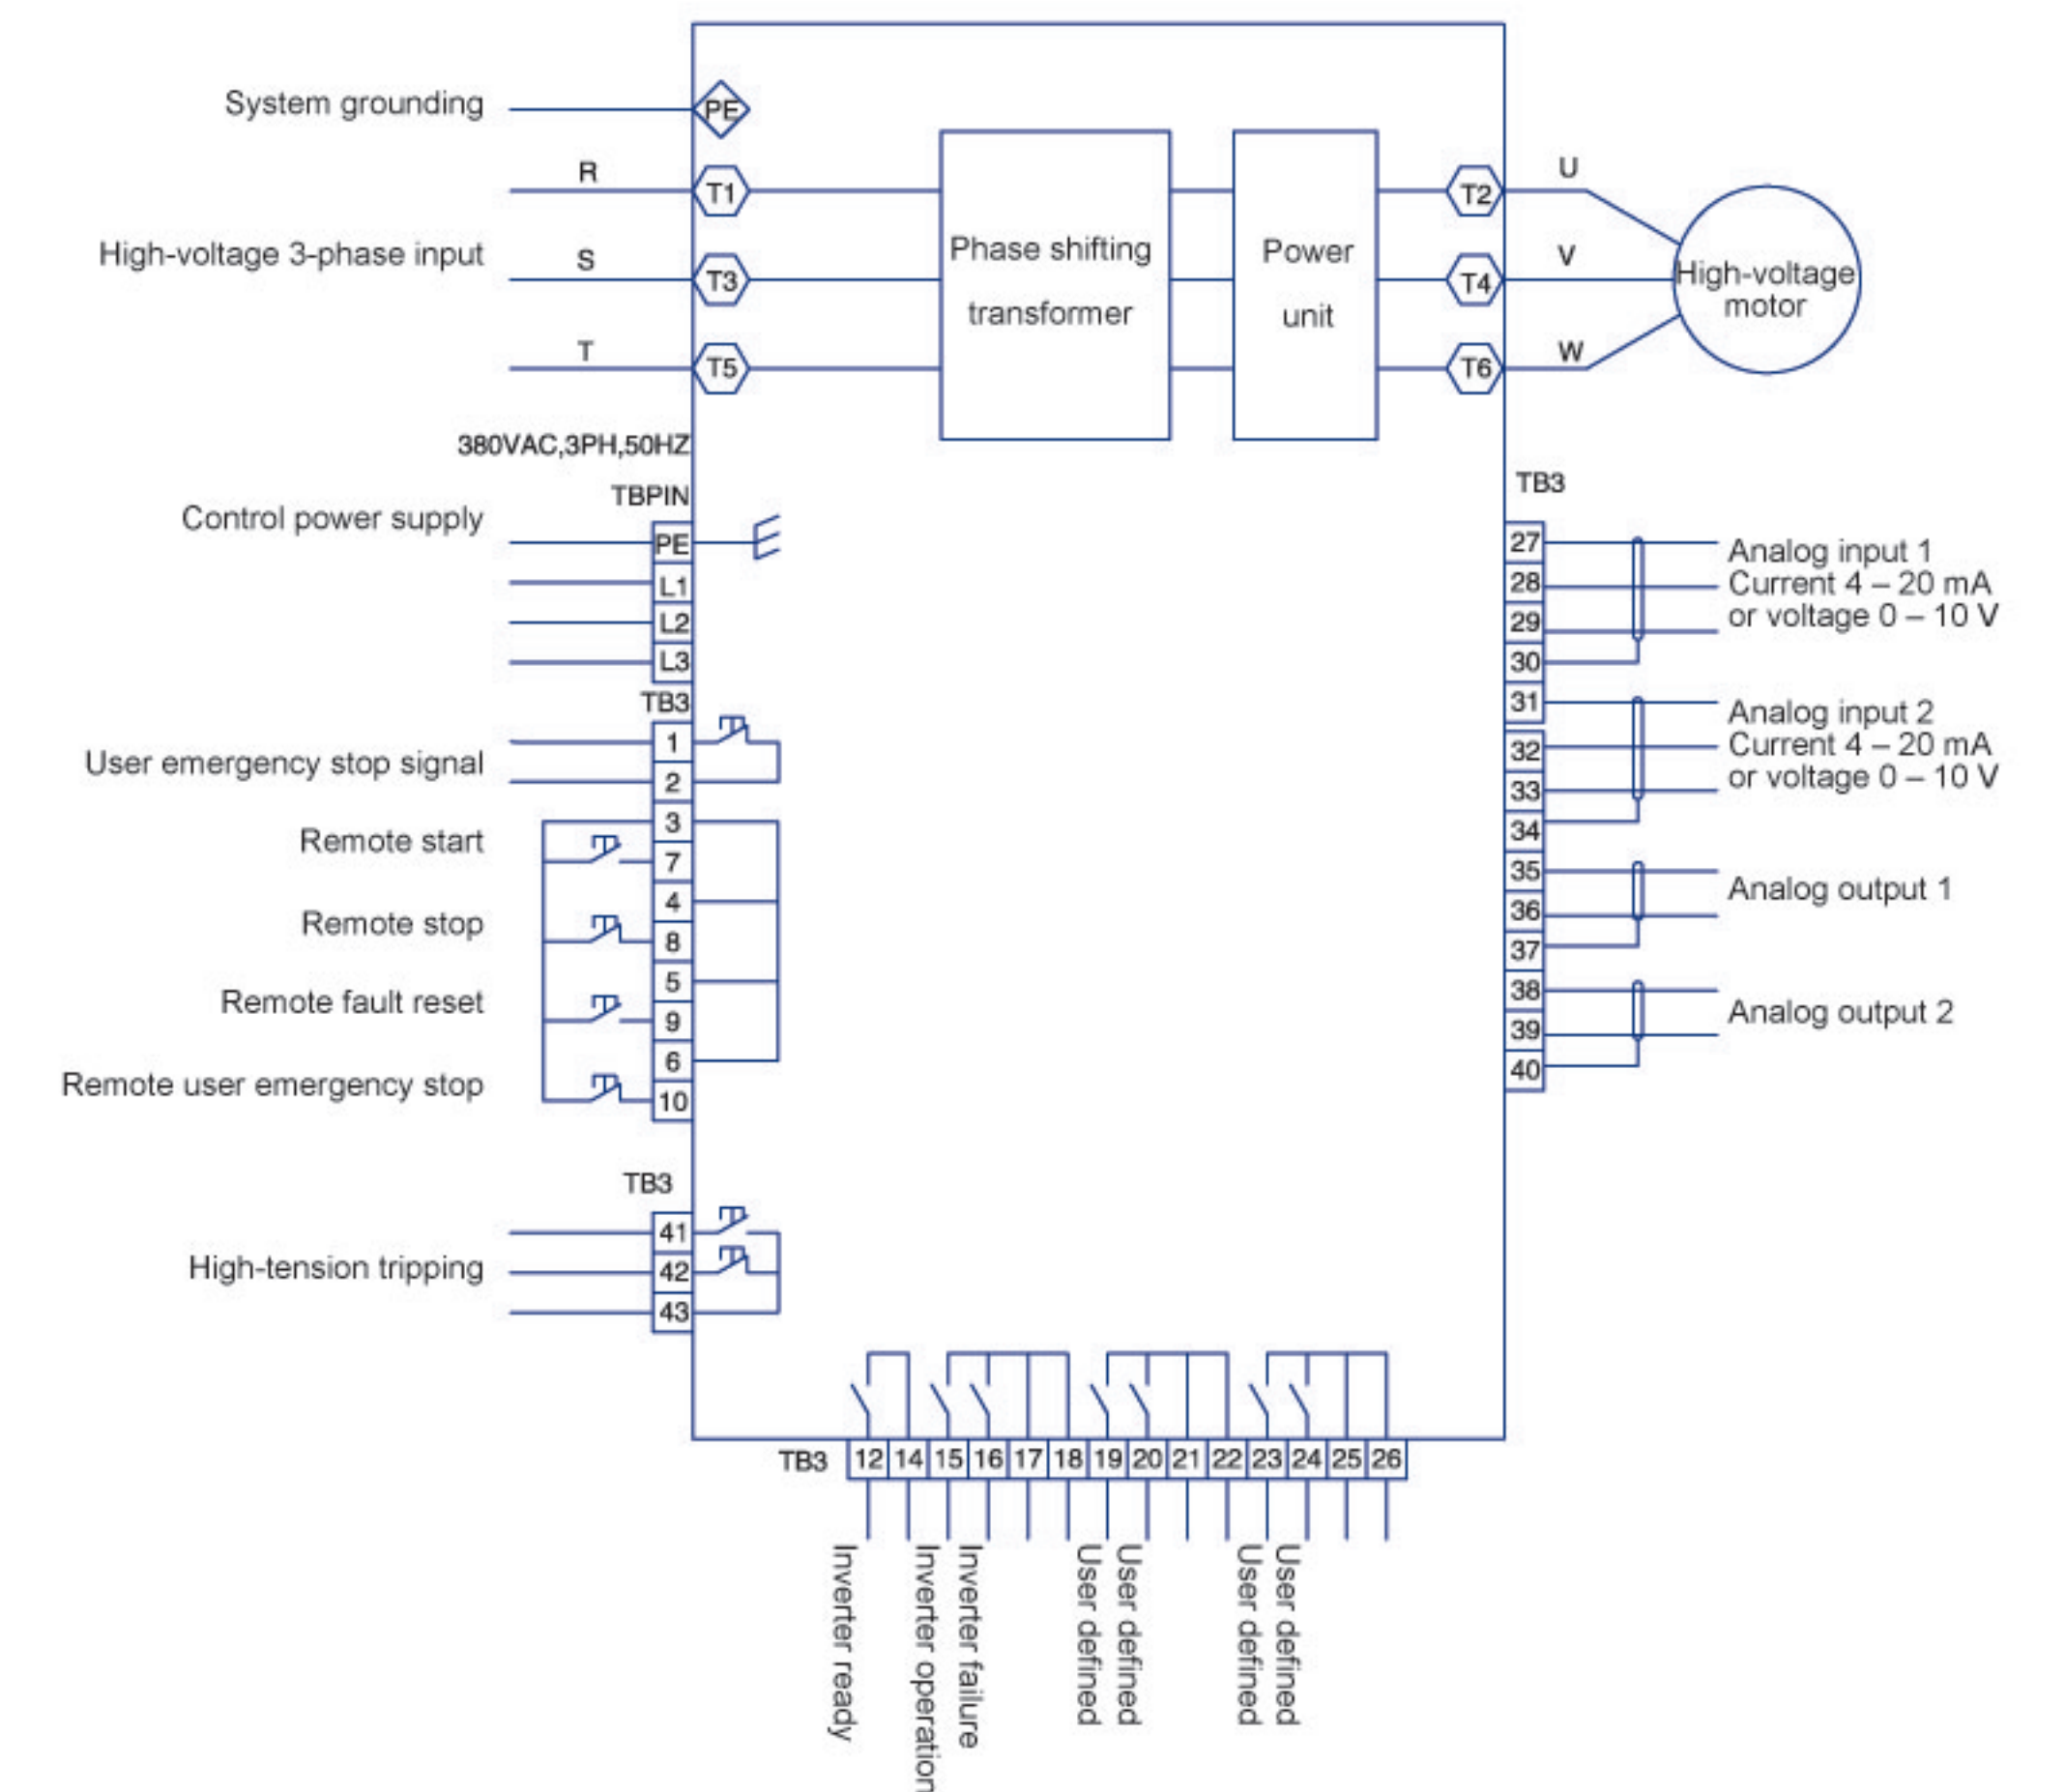 System grounding
PE
R
T1
T2
U
High-voltage 3-phase input
S
T3
Phase shifting
transformer
Power
unit
T4
V
High-voltage
motor
T
T5
T6
W
380VAC,3PH,50HZ
TBPIN
Control power supply
PE
L1
L2
L3
TB3
User emergency stop signal
1
2
Remote start
3
7
Remote stop
4
8
Remote fault reset
5
9
Remote user emergency stop
6
10
TB3
High-tension tripping
41
42
43
TB3
27
28
29
30
Analog input 1
Current 4 – 20 mA
or voltage 0 – 10 V
31
32
33
34
Analog input 2
Current 4 – 20 mA
or voltage 0 – 10 V
35
36
37
Analog output 1
38
39
40
Analog output 2
TB3 12 14 15 16 17 18 19 20 21 22 23 24 25 26
Inverter ready
Inverter operation
Inverter failure
User defined
User defined
User defined
User defined